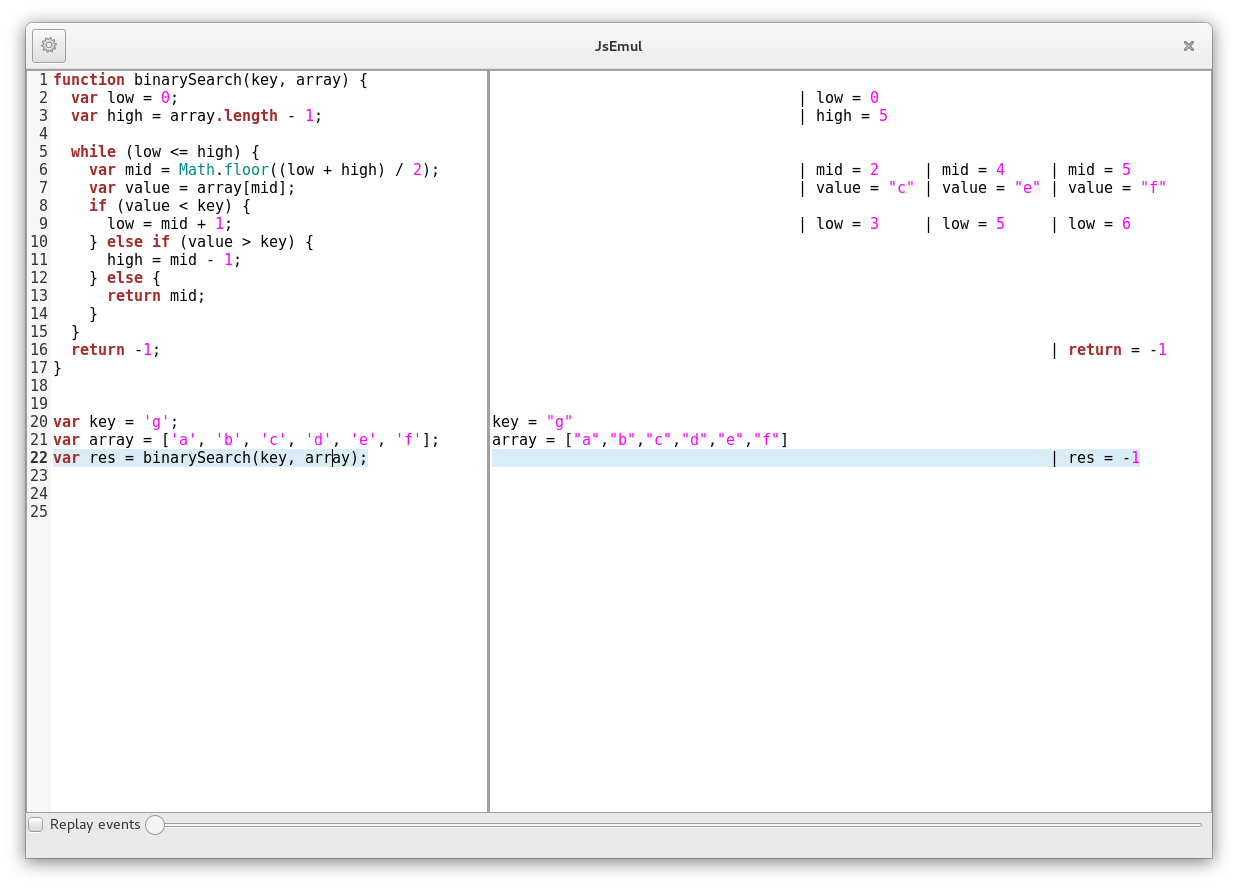 JsEmul
1 function binarySearch(key, array) {
2   var low = 0; | low = 0
3   var high = array.length - 1; | high = 5
4
5   while (low <= high) {
6     var mid = Math.floor((low + high) / 2); | mid = 2     | mid = 4     | mid = 5
7     var value = array[mid]; | value = "c" | value = "e" | value = "f"
8     if (value < key) {
9       low = mid + 1; | low = 3     | low = 5     | low = 6
10     } else if (value > key) {
11       high = mid - 1;
12     } else {
13       return mid;
14     }
15   }
16   return -1; | return = -1
17 }
18
19
20 var key = 'g'; key = "g"
21 var array = ['a', 'b', 'c', 'd', 'e', 'f']; array = ["a","b","c","d","e","f"]
22 var res = binarySearch(key, array); | res = -1
23
24
25
Replay events